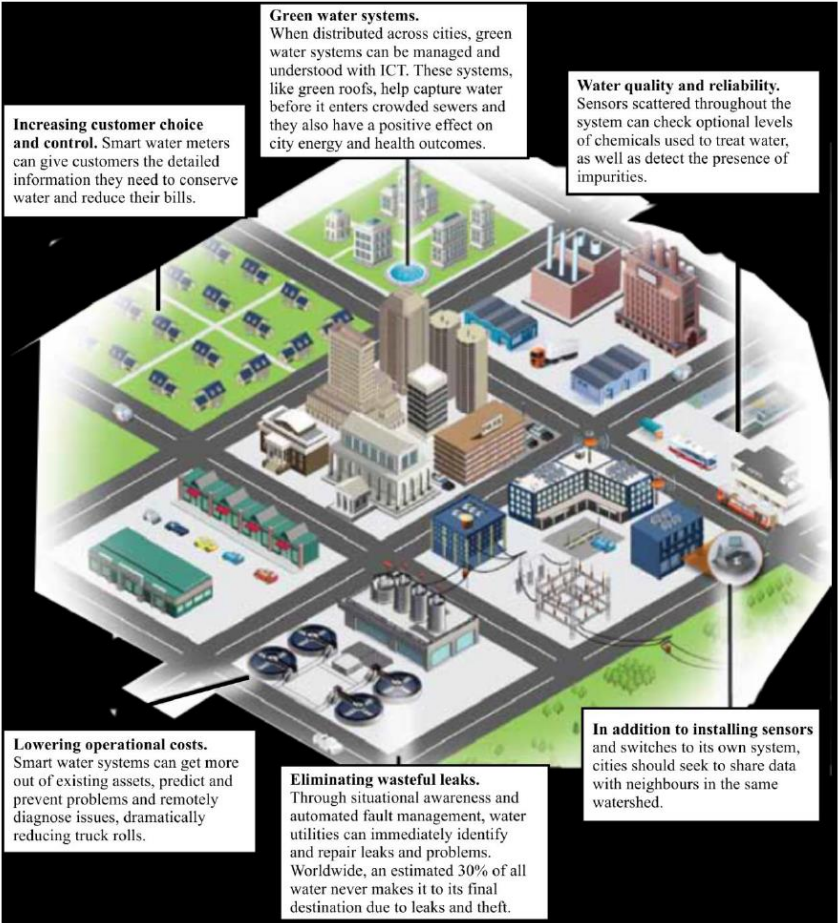 Green water systems.
When distributed across cities, green
water systems can be managed and
understood with ICT. These systems,
like green roofs, help capture water
before it enters crowded sewers and
they also have a positive effect on
city energy and health outcomes.
Water quality and reliability.
Sensors scattered throughout the
system can check optional levels
of chemicals used to treat water,
as well as detect the presence of
impurities.
Increasing customer choice
and control. Smart water meters
can give customers the detailed
information they need to conserve
water and reduce their bills.
Lowering operational costs.
Smart water systems can get more
out of existing assets, predict and
prevent problems and remotely
diagnose issues, dramatically
reducing truck rolls.
Eliminating wasteful leaks.
Through situational awareness and
automated fault management, water
utilities can immediately identify
and repair leaks and problems.
Worldwide, an estimated 30% of all
water never makes it to its final
destination due to leaks and theft.
In addition to installing sensors
and switches to its own system,
cities should seek to share data
with neighbours in the same
watershed.